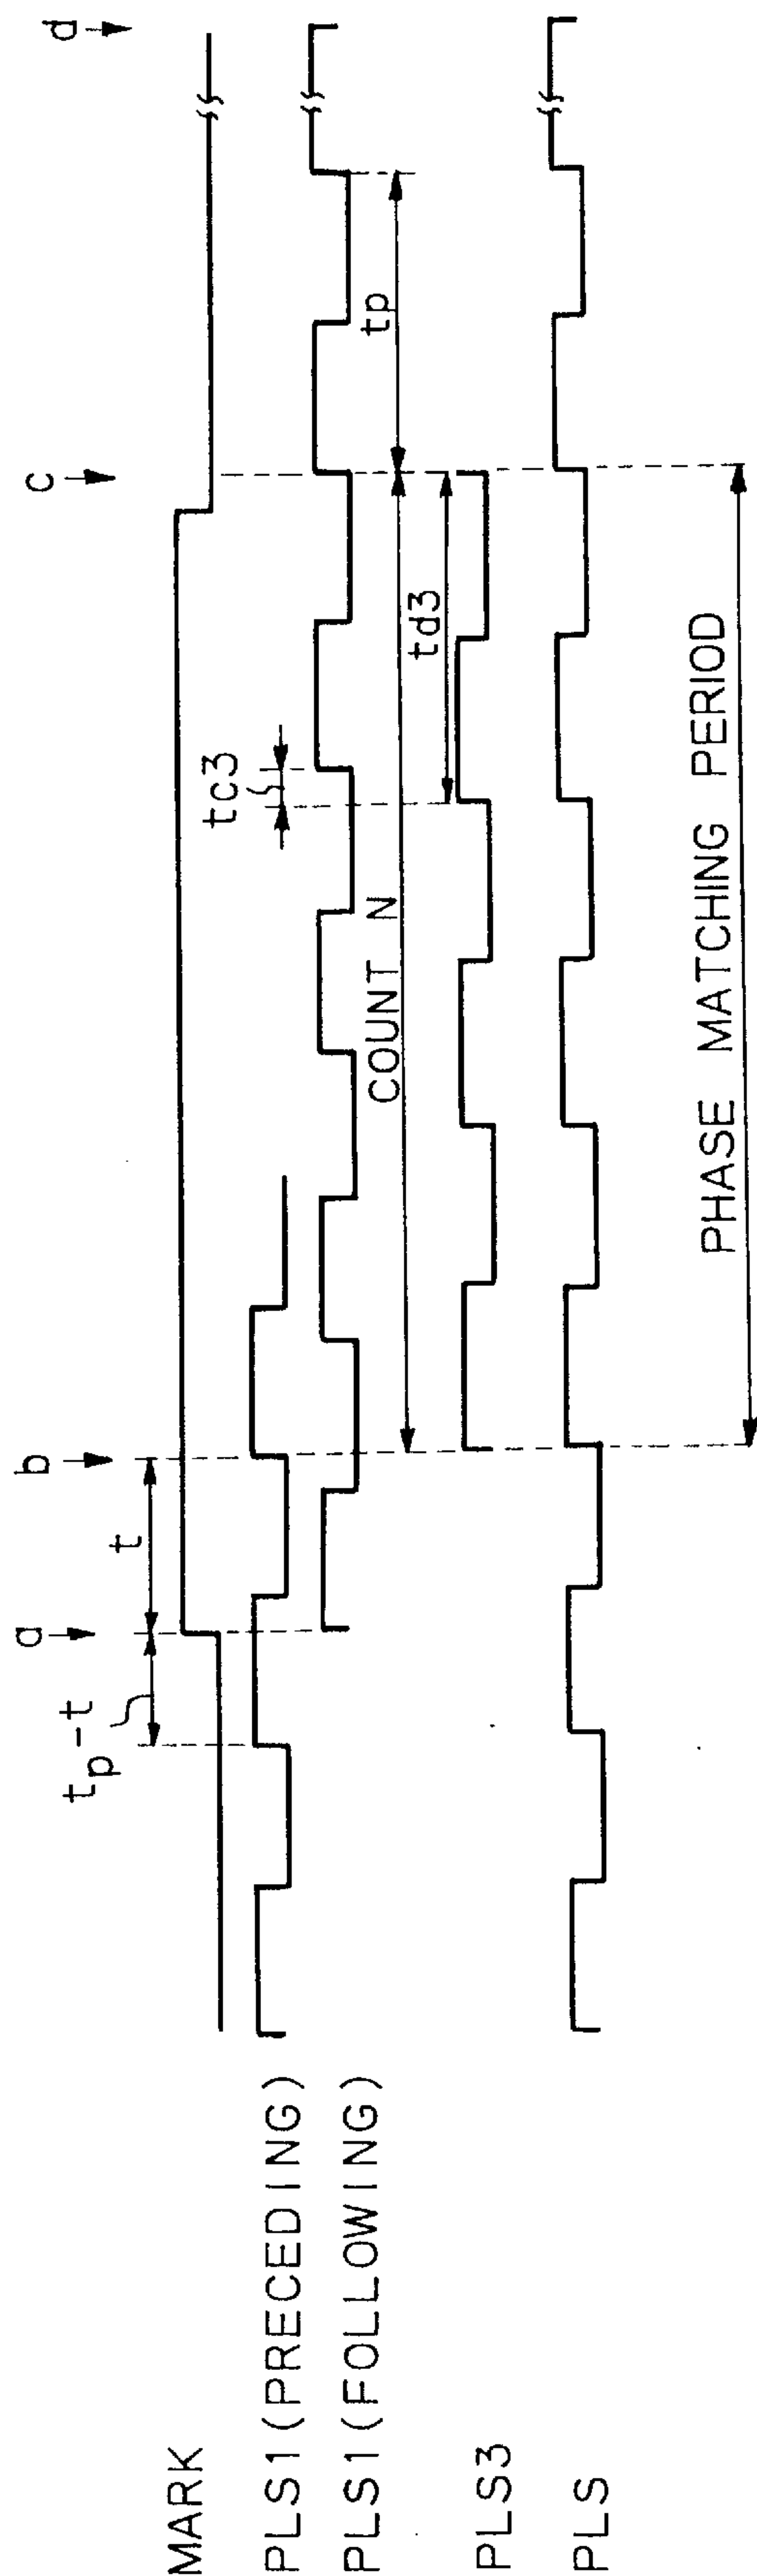 a
b
c
d
tp-t
t
MARK
PLS1(PRECEDING)
PLS1(FOLLOWING)
tc3
tp
COUNT N
td3
PLS3
PLS
PHASE MATCHING PERIOD